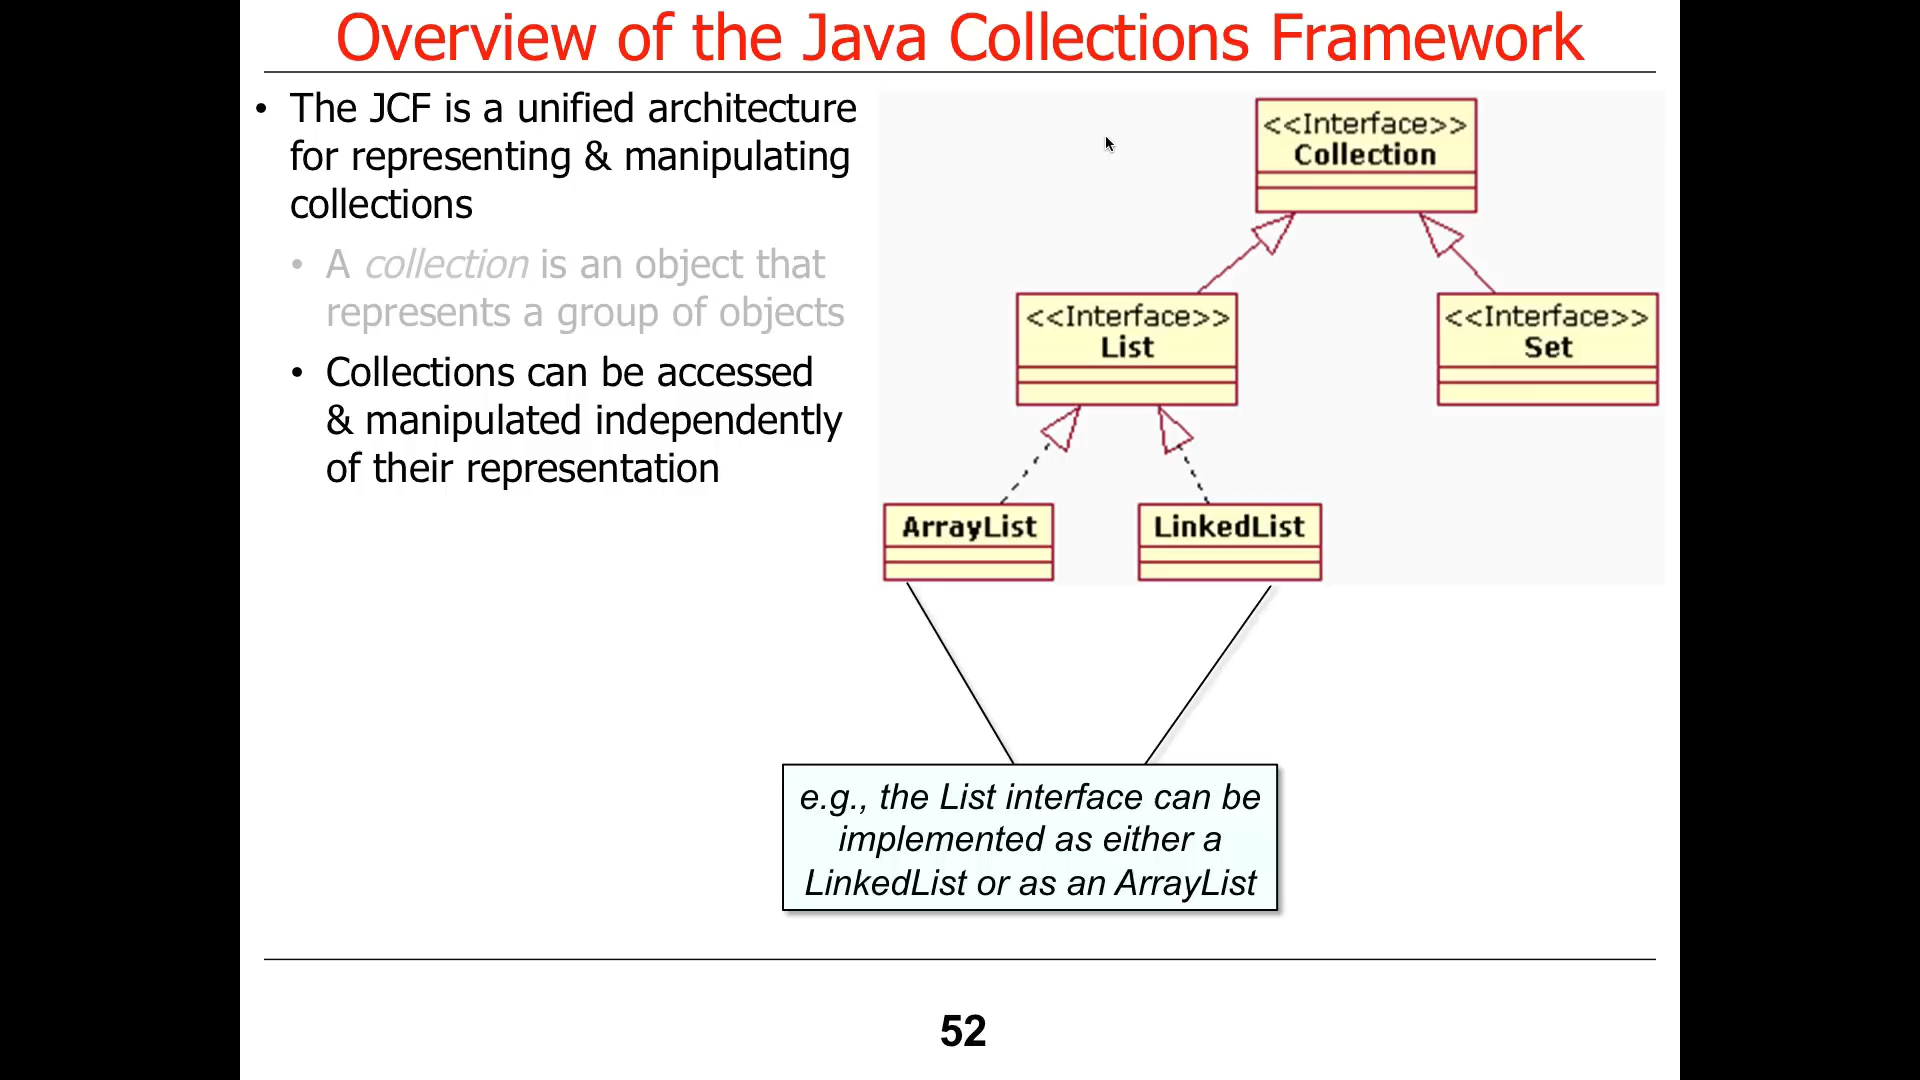 Overview of the Java Collections Framework
• The JCF is a unified architecture
for representing & manipulating
collections
• A collection is an object that
represents a group of objects
• Collections can be accessed
& manipulated independently
of their representation
<<Interface>>
Collection
<<Interface>>
List
<<Interface>>
Set
ArrayList
LinkedList
e.g., the List interface can be
implemented as either a
LinkedList or as an ArrayList
52